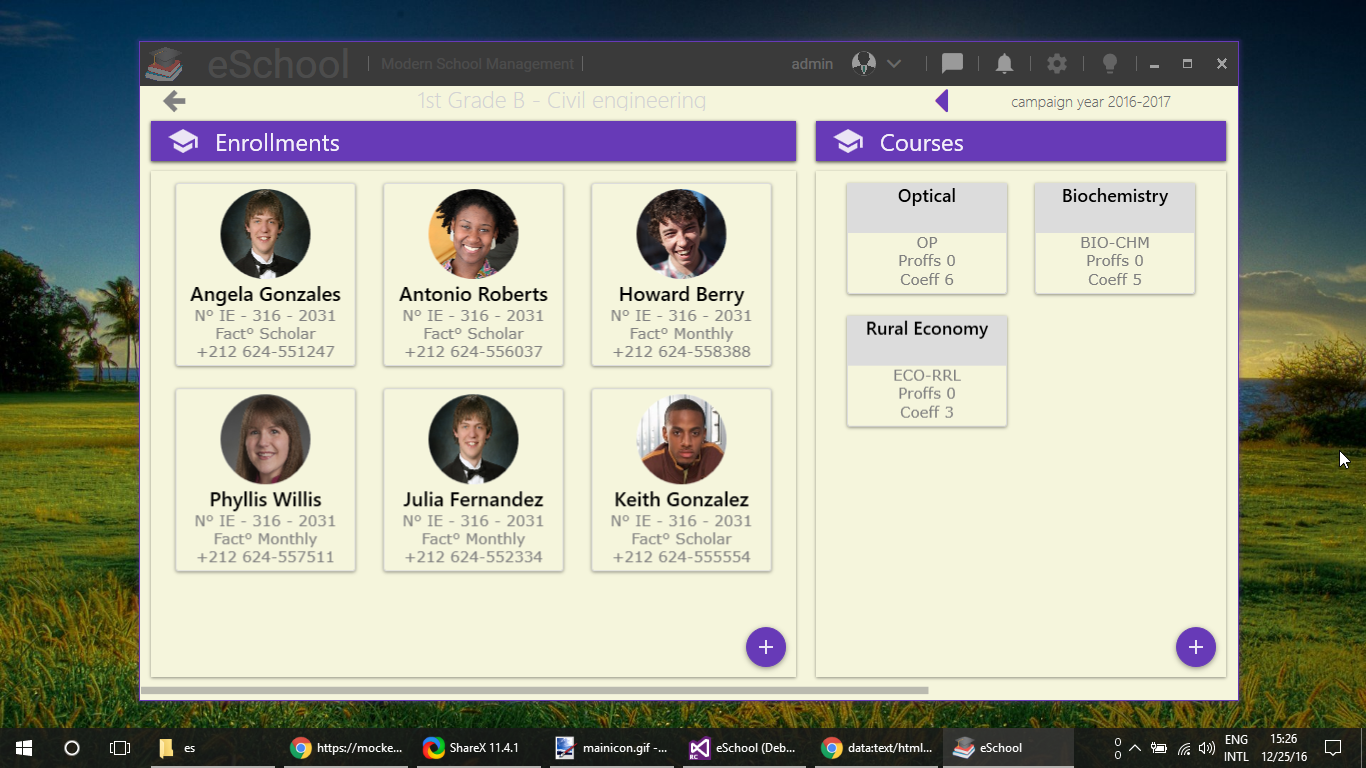 eSchool
Modern School Management
admin
1st Grade B - Civil engineering
campaign year 2016-2017
Enrollments
Angela Gonzales
Nº IE - 316 - 2031
Factº Scholar
+212 624-551247
Antonio Roberts
Nº IE - 316 - 2031
Factº Scholar
+212 624-556037
Howard Berry
Nº IE - 316 - 2031
Factº Monthly
+212 624-558388
Phyllis Willis
Nº IE - 316 - 2031
Factº Monthly
+212 624-557511
Julia Fernandez
Nº IE - 316 - 2031
Factº Monthly
+212 624-552334
Keith Gonzalez
Nº IE - 316 - 2031
Factº Scholar
+212 624-555554
Courses
Optical
OP
Proffs 0
Coeff 6
Biochemistry
BIO-CHM
Proffs 0
Coeff 5
Rural Economy
ECO-RRL
Proffs 0
Coeff 3
es
https://mocke...
ShareX 11.4.1
mainicon.gif -...
RC
eSchool (Deb...
data:text/html...
eSchool
0
0
ENG
INTL
15:26
12/25/16